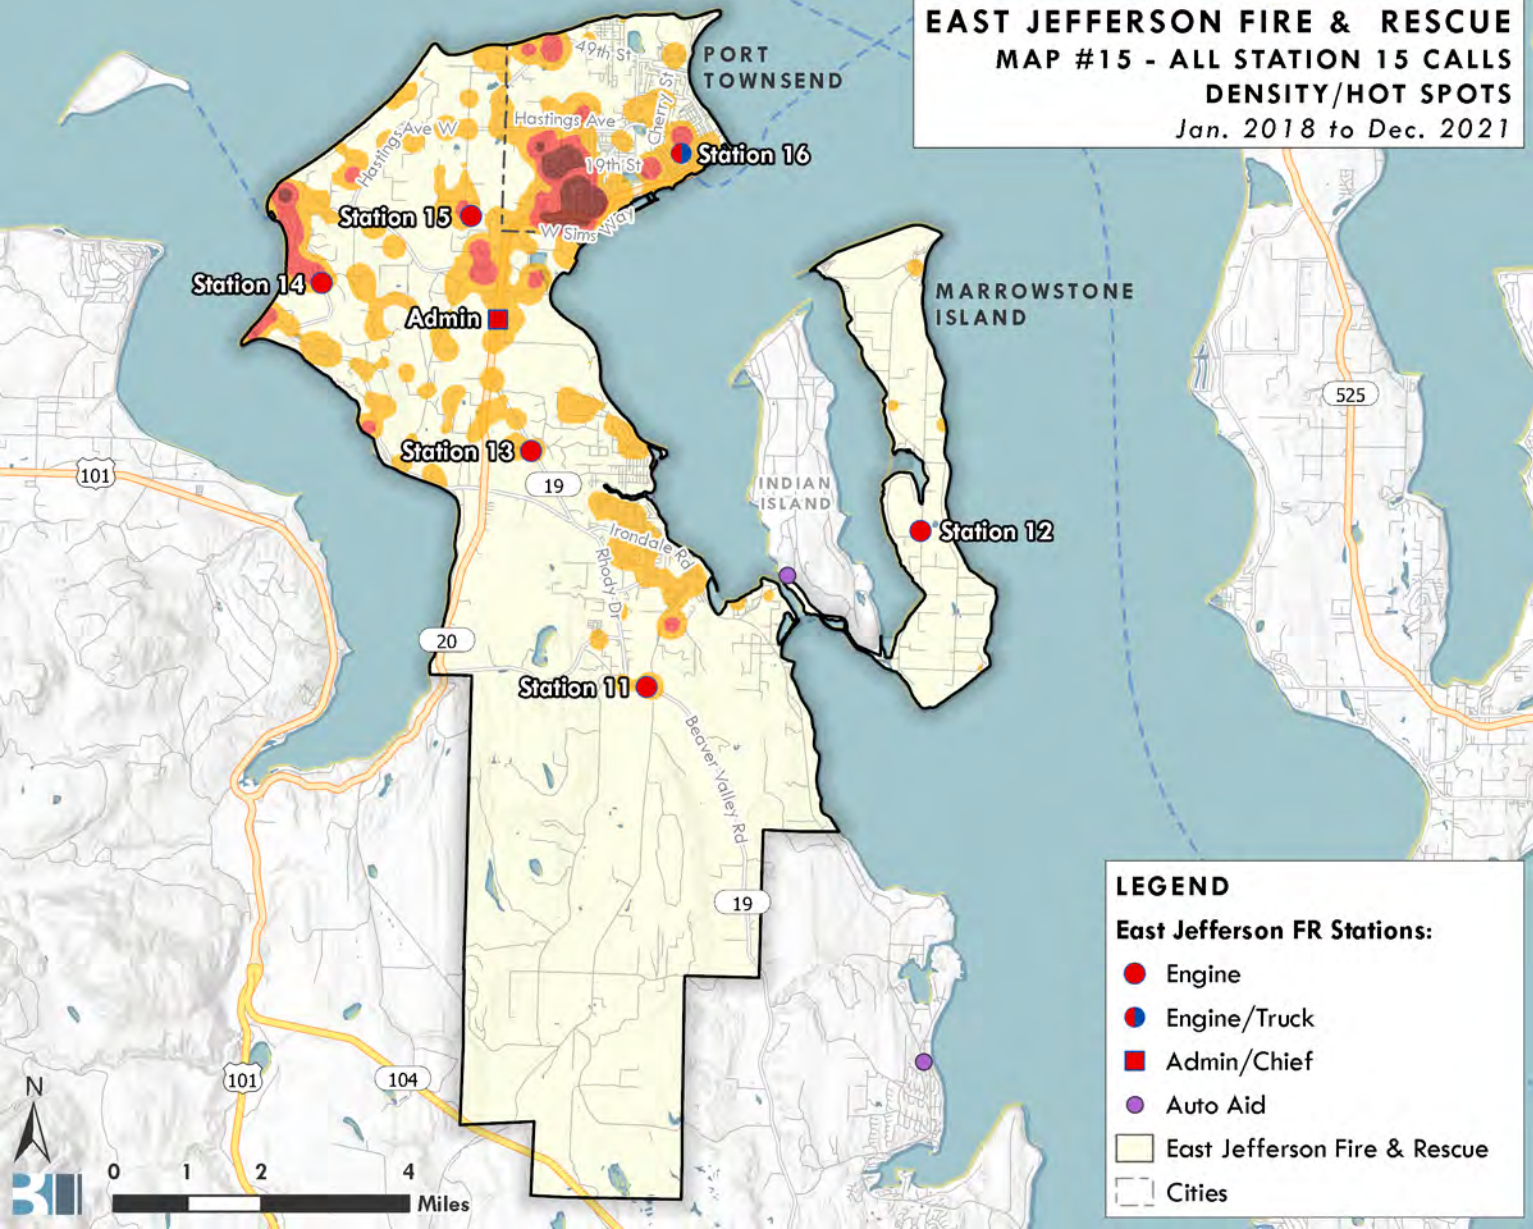 EAST JEFFERSON FIRE & RESCUE
MAP #15 - ALL STATION 15 CALLS
DENSITY/HOT SPOTS
Jan. 2018 to Dec. 2021
PORT
TOWNSEND
49th St
Cherry St
Hastings Ave
Hastings Ave W
19th St
Station 16
Station 15
W Sims Way
Station 14
Admin
MARROWSTONE
ISLAND
525
Station 13
101
19
INDIAN
ISLAND
Station 12
Irondale Rd
Rhody Dr
20
Station 11
Beaver Valley Rd
19
101
104
N
0 1 2 4
Miles
LEGEND
East Jefferson FR Stations:
Engine
Engine/Truck
Admin/Chief
Auto Aid
East Jefferson Fire & Rescue
Cities